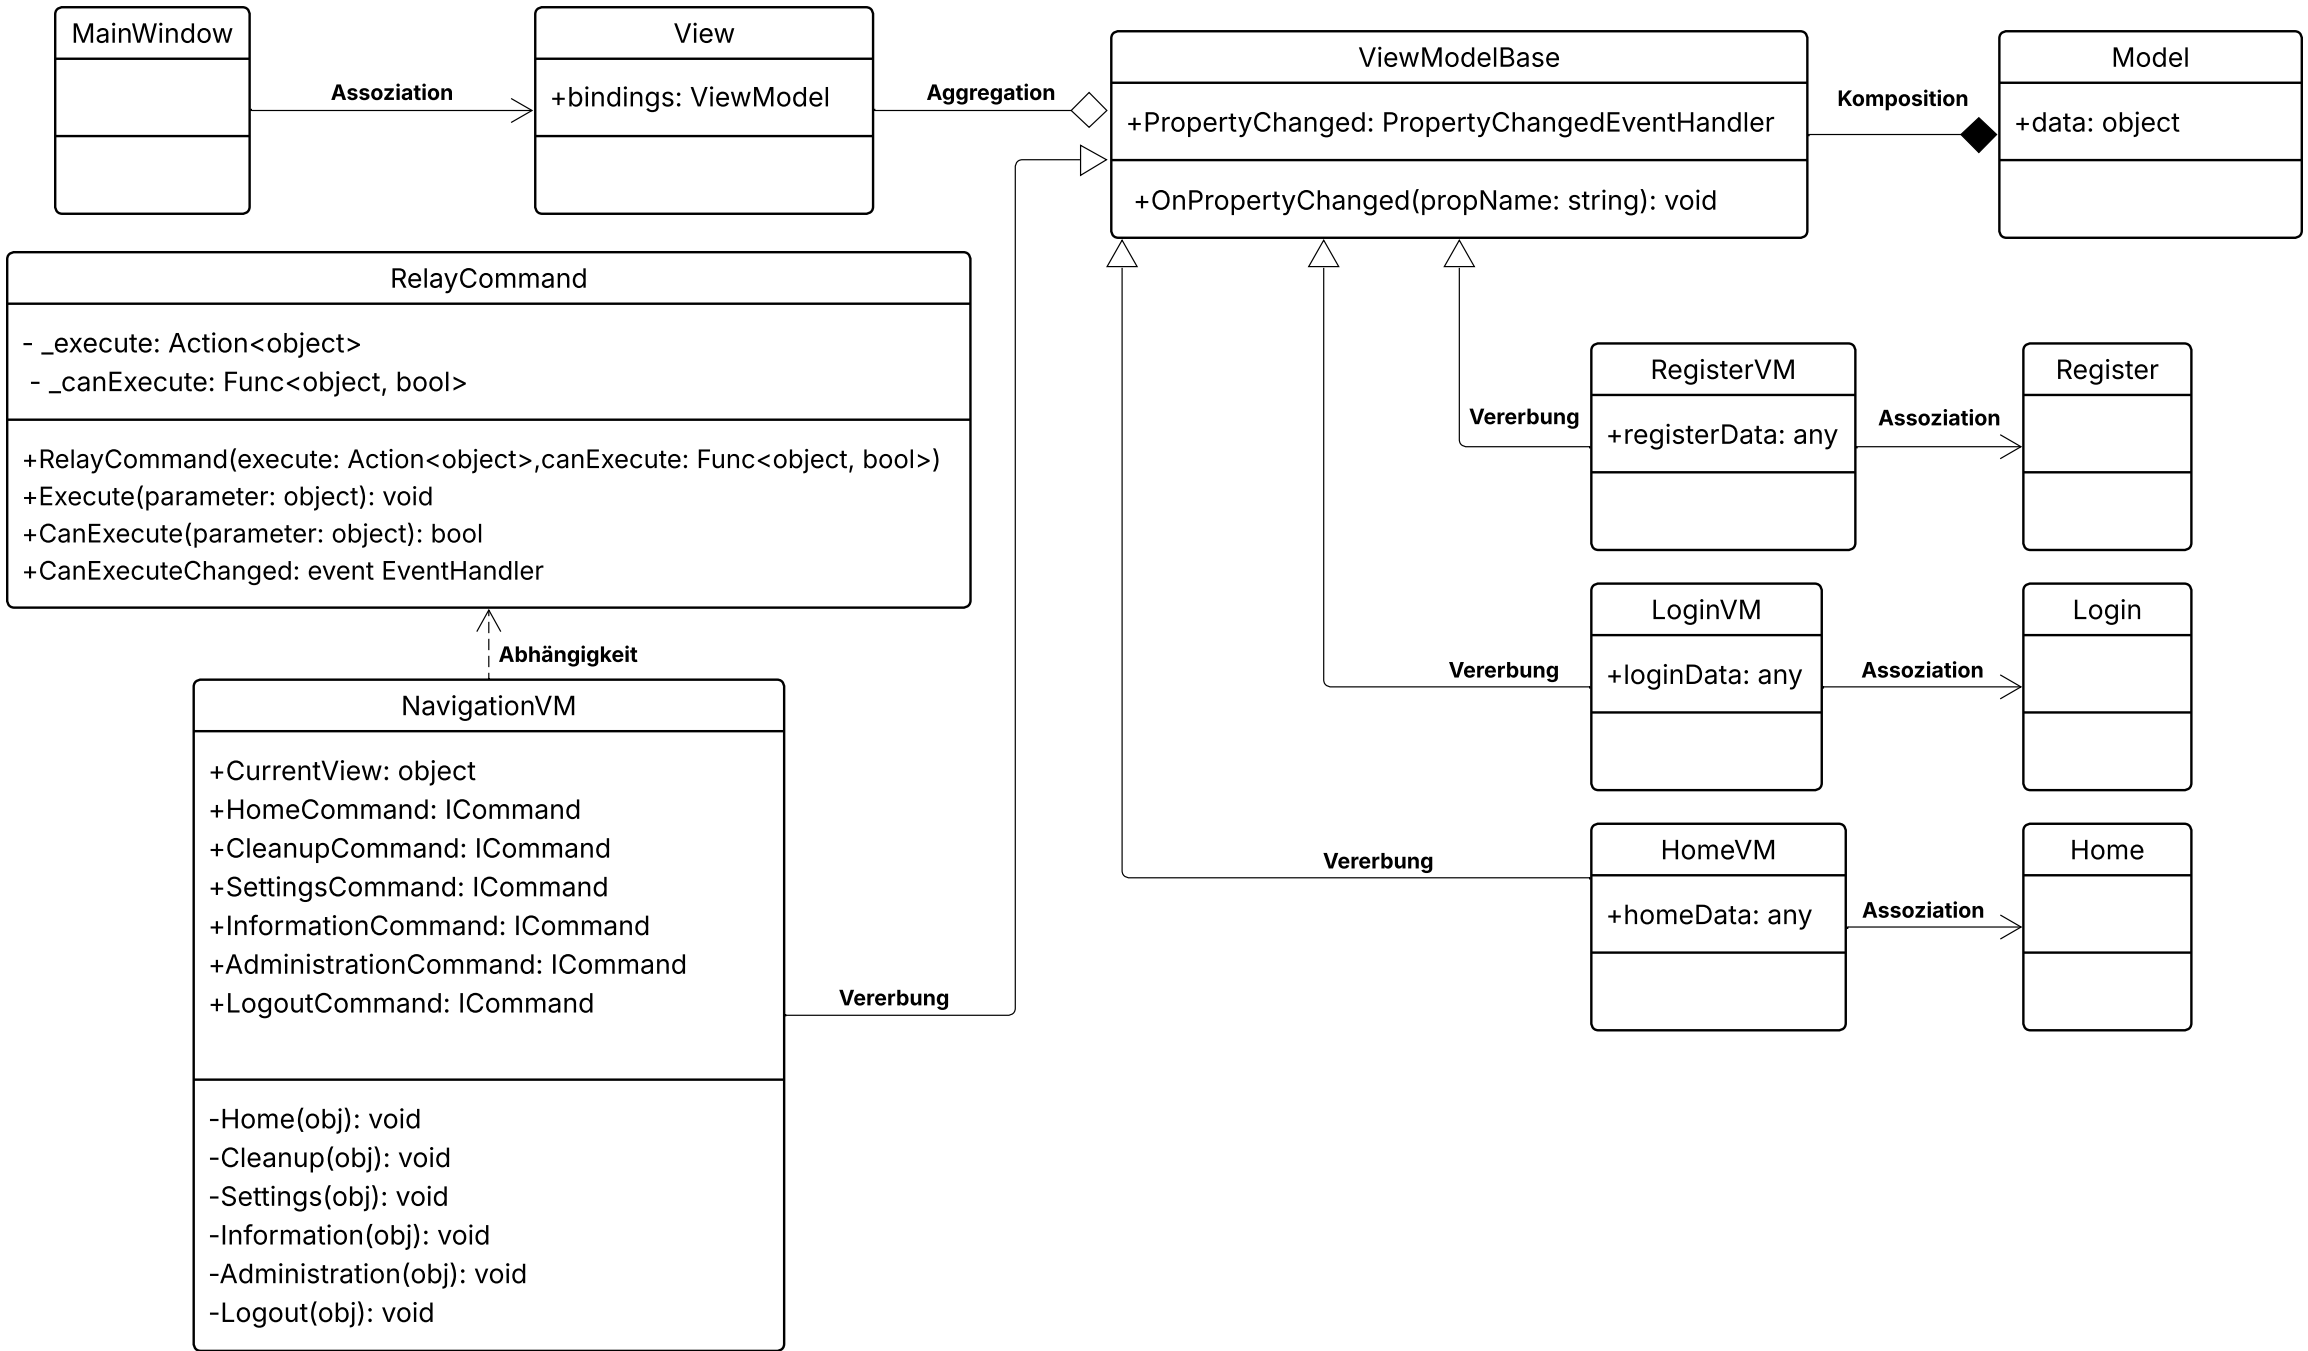 MainWindow
Assoziation
View
+bindings: ViewModel
Aggregation
ViewModelBase
+PropertyChanged: PropertyChangedEventHandler
+OnPropertyChanged(propName: string): void
Komposition
Model
+data: object
RelayCommand
- _execute: Action<object>
- _canExecute: Func<object, bool>
+RelayCommand(execute: Action<object>,canExecute: Func<object, bool>)
+Execute(parameter: object): void
+CanExecute(parameter: object): bool
+CanExecuteChanged: event EventHandler
Abhängigkeit
NavigationVM
+CurrentView: object
+HomeCommand: ICommand
+CleanupCommand: ICommand
+SettingsCommand: ICommand
+InformationCommand: ICommand
+AdministrationCommand: ICommand
+LogoutCommand: ICommand
-Home(obj): void
-Cleanup(obj): void
-Settings(obj): void
-Information(obj): void
-Administration(obj): void
-Logout(obj): void
Vererbung
Vererbung
RegisterVM
+registerData: any
Assoziation
Register
Vererbung
LoginVM
+loginData: any
Assoziation
Login
Vererbung
HomeVM
+homeData: any
Assoziation
Home